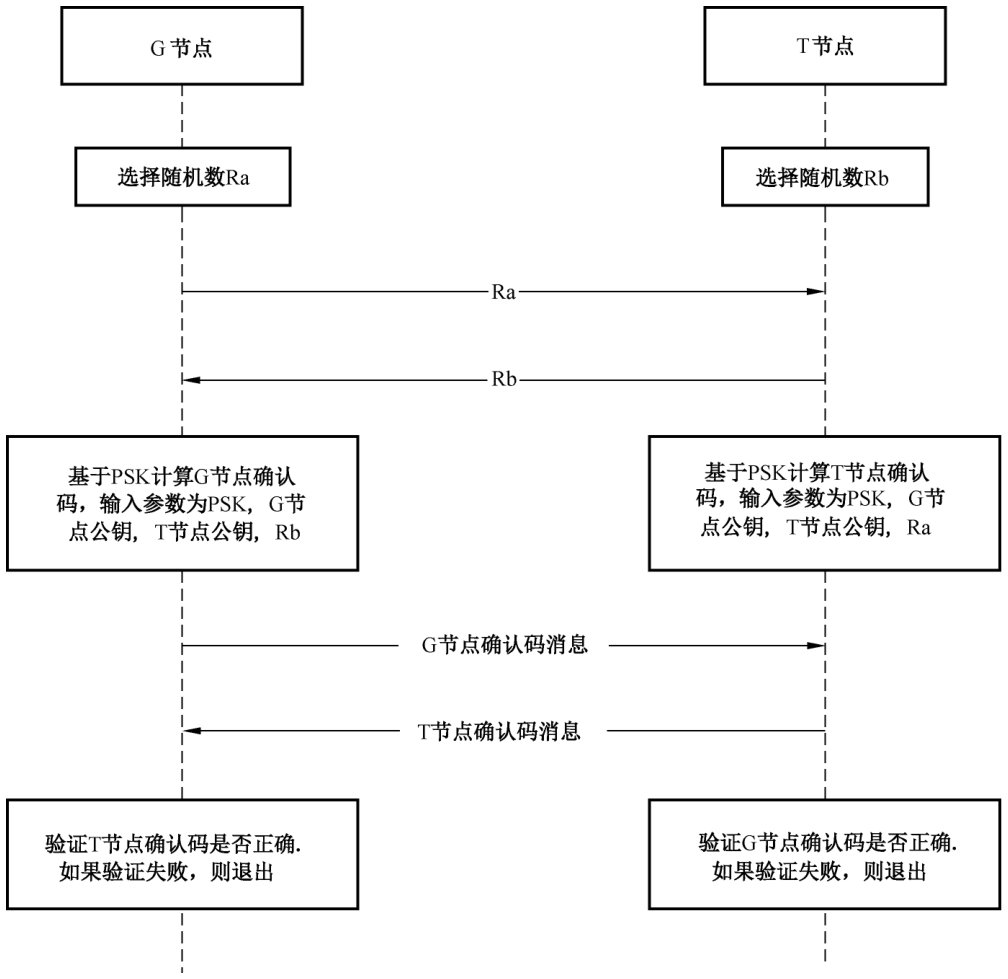 G 节点
T 节点
选择随机数Ra
选择随机数Rb
Ra
Rb
基于PSK计算G节点确认
码，输入参数为PSK, G节
点公钥, T节点公钥, Rb
基于PSK计算T节点确认
码，输入参数为PSK, G节
点公钥, T节点公钥, Ra
G节点确认码消息
T节点确认码消息
验证T节点确认码是否正确.
如果验证失败，则退出
验证G节点确认码是否正确.
如果验证失败，则退出